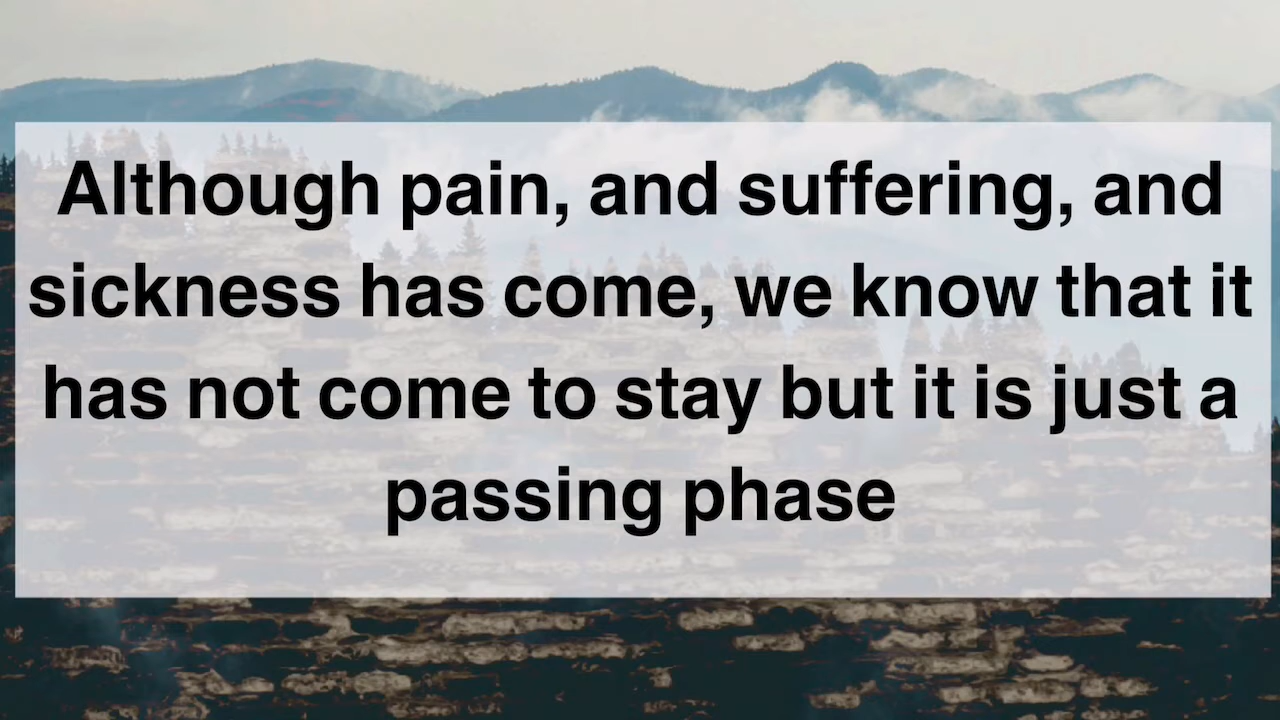 Although pain, and suffering, and
sickness has come, we know that it
has not come to stay but it is just a
passing phase